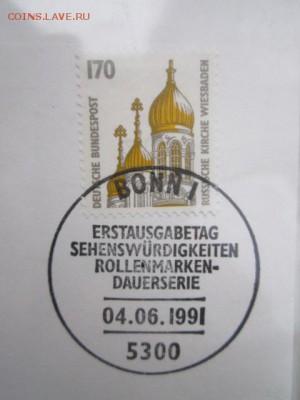 COINS.LAVE.RU
170
DEUTSCHE BUNDESPOST
RUSSISCHE KIRCHE WIESBADEN
BONN 1
ERSTAUSGABETAG
SEHENSWÜRDIGKEITEN
ROLLENMARKEN-
DAUERSERIE
04.06.1991
5300